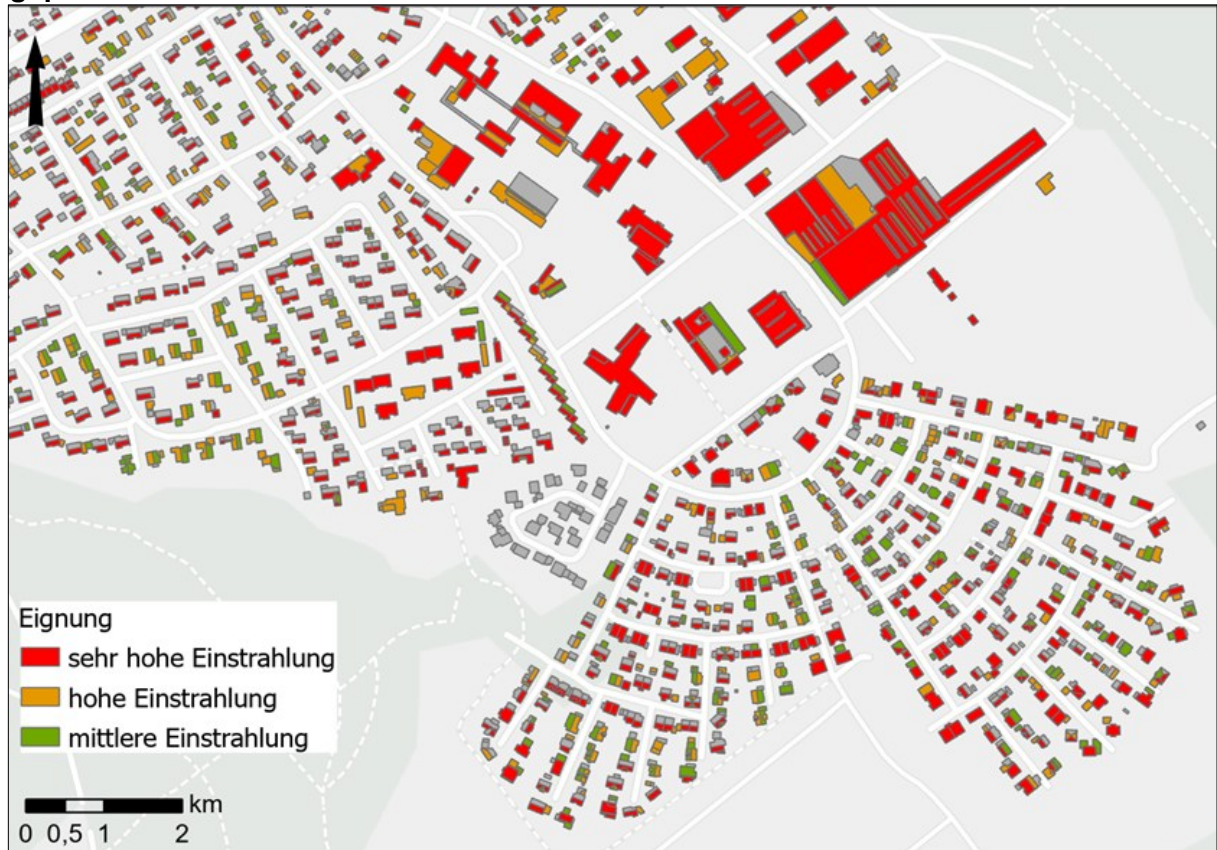 Eignung
sehr hohe Einstrahlung
hohe Einstrahlung
mittlere Einstrahlung
km
0 0,5 1 2